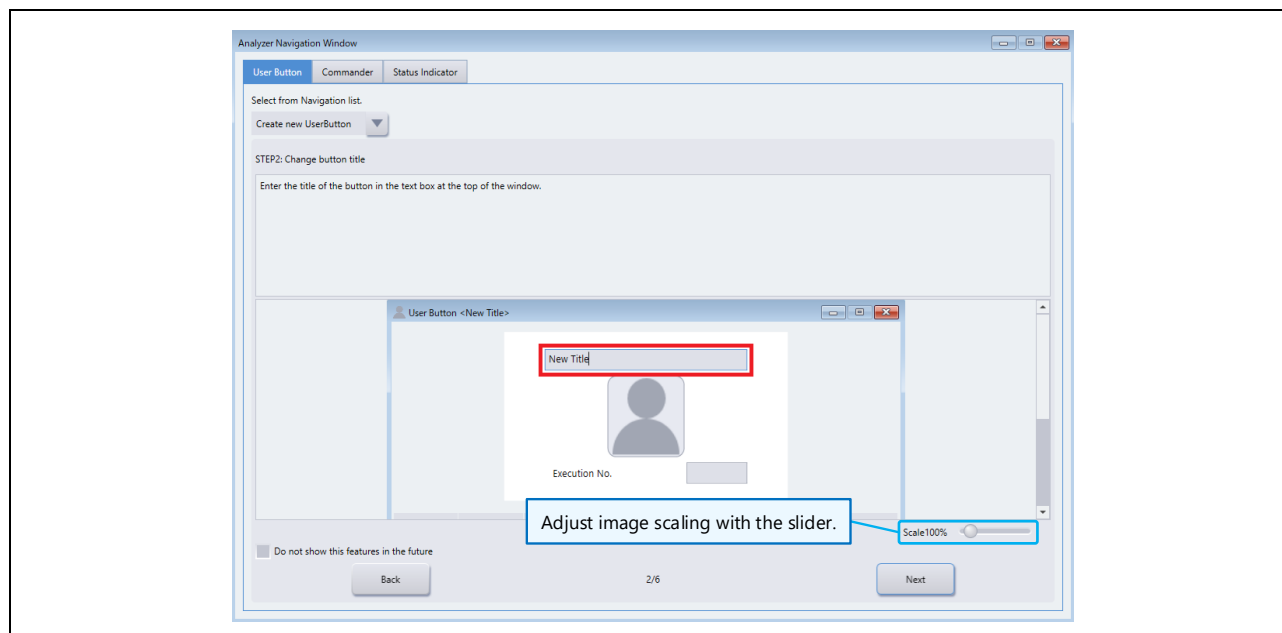 Analyzer Navigation Window
User Button Commander Status Indicator
Select from Navigation list.
Create new UserButton
STEP2: Change button title
Enter the title of the button in the text box at the top of the window.
User Button <New Title>
New Title
Execution No.
Adjust image scaling with the slider.
Scale100%
Do not show this features in the future
Back 2/6 Next